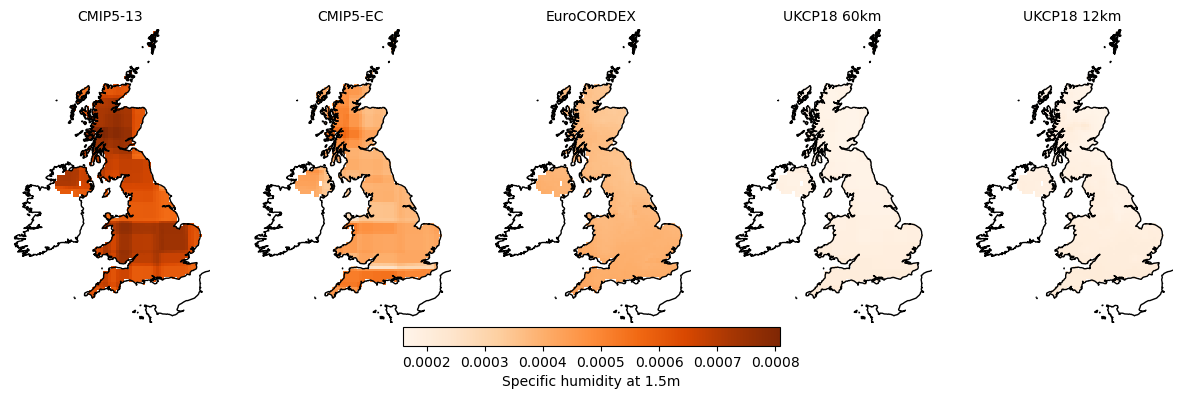 CMIP5-13 CMIP5-EC EuroCORDEX UKCP18 60km UKCP18 12km
0.0002 0.0003 0.0004 0.0005 0.0006 0.0007 0.0008
Specific humidity at 1.5m